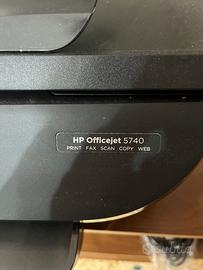 HP Officejet 5740
PRINT FAX SCAN COPY WEB